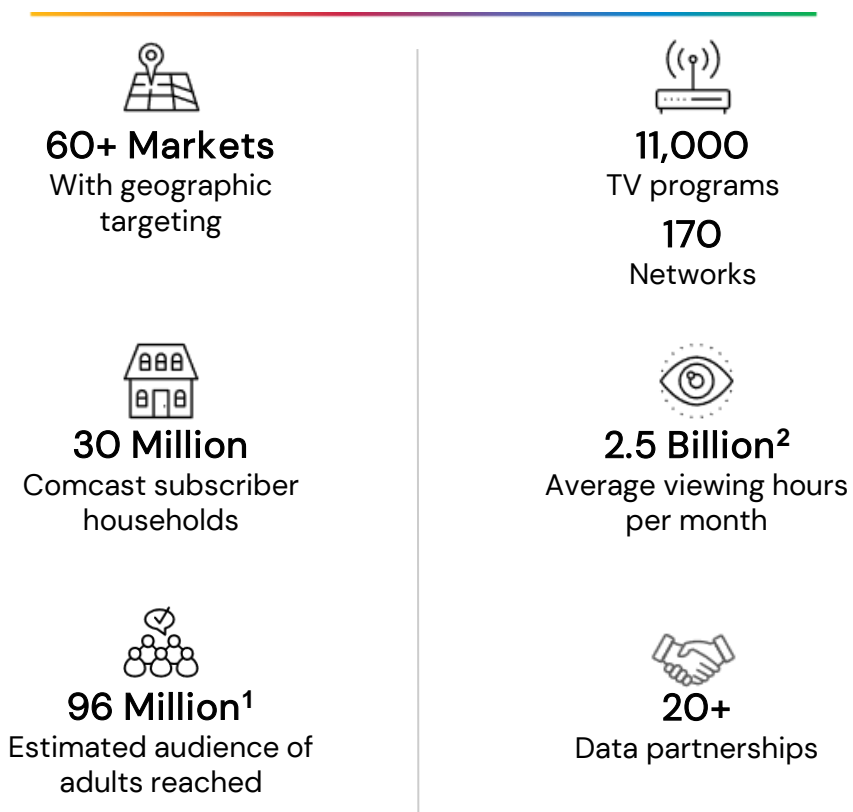 60+ Markets
With geographic
targeting
30 Million
Comcast subscriber
households
96 Million¹
Estimated audience of
adults reached
11,000
TV programs
170
Networks
2.5 Billion²
Average viewing hours
per month
20+
Data partnerships